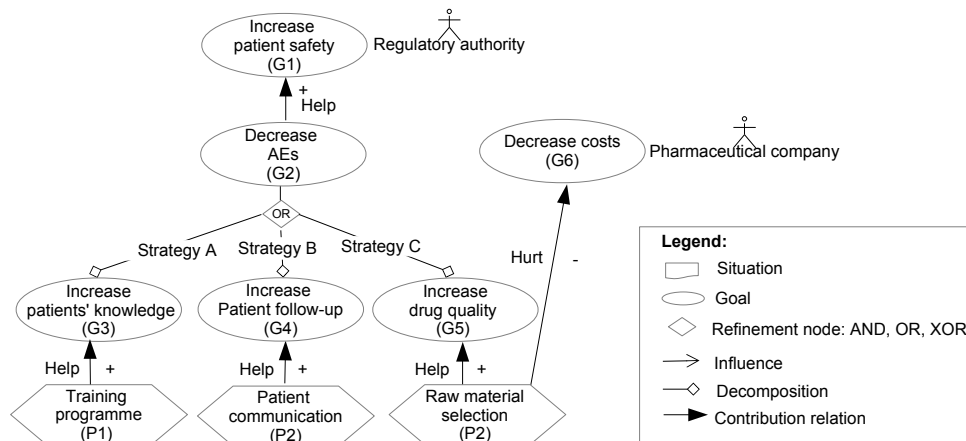 Increase
patient safety
(G1)
Regulatory authority
+
Help
Decrease
AEs
(G2)
Decrease costs
(G6)
Pharmaceutical company
OR
Strategy A
Strategy B
Strategy C
Hurt
-
Increase
patients' knowledge
(G3)
Increase
Patient follow-up
(G4)
Increase
drug quality
(G5)
Help +
Help +
Help +
Training
programme
(P1)
Patient
communication
(P2)
Raw material
selection
(P2)
Legend:
Situation
Goal
Refinement node: AND, OR, XOR
Influence
Decomposition
Contribution relation